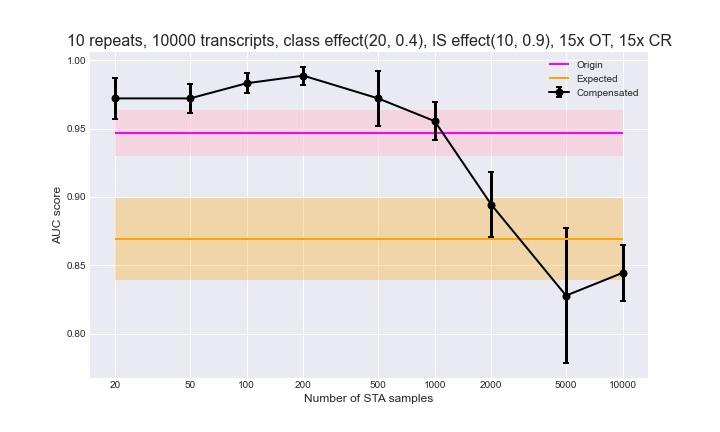 10 repeats, 10000 transcripts, class effect(20, 0.4), IS effect(10, 0.9), 15x OT, 15x CR
Origin
Expected
Compensated
1.00
0.95
0.90
0.85
0.80
AUC score
20 50 100 200 500 1000 2000 5000 10000
Number of STA samples